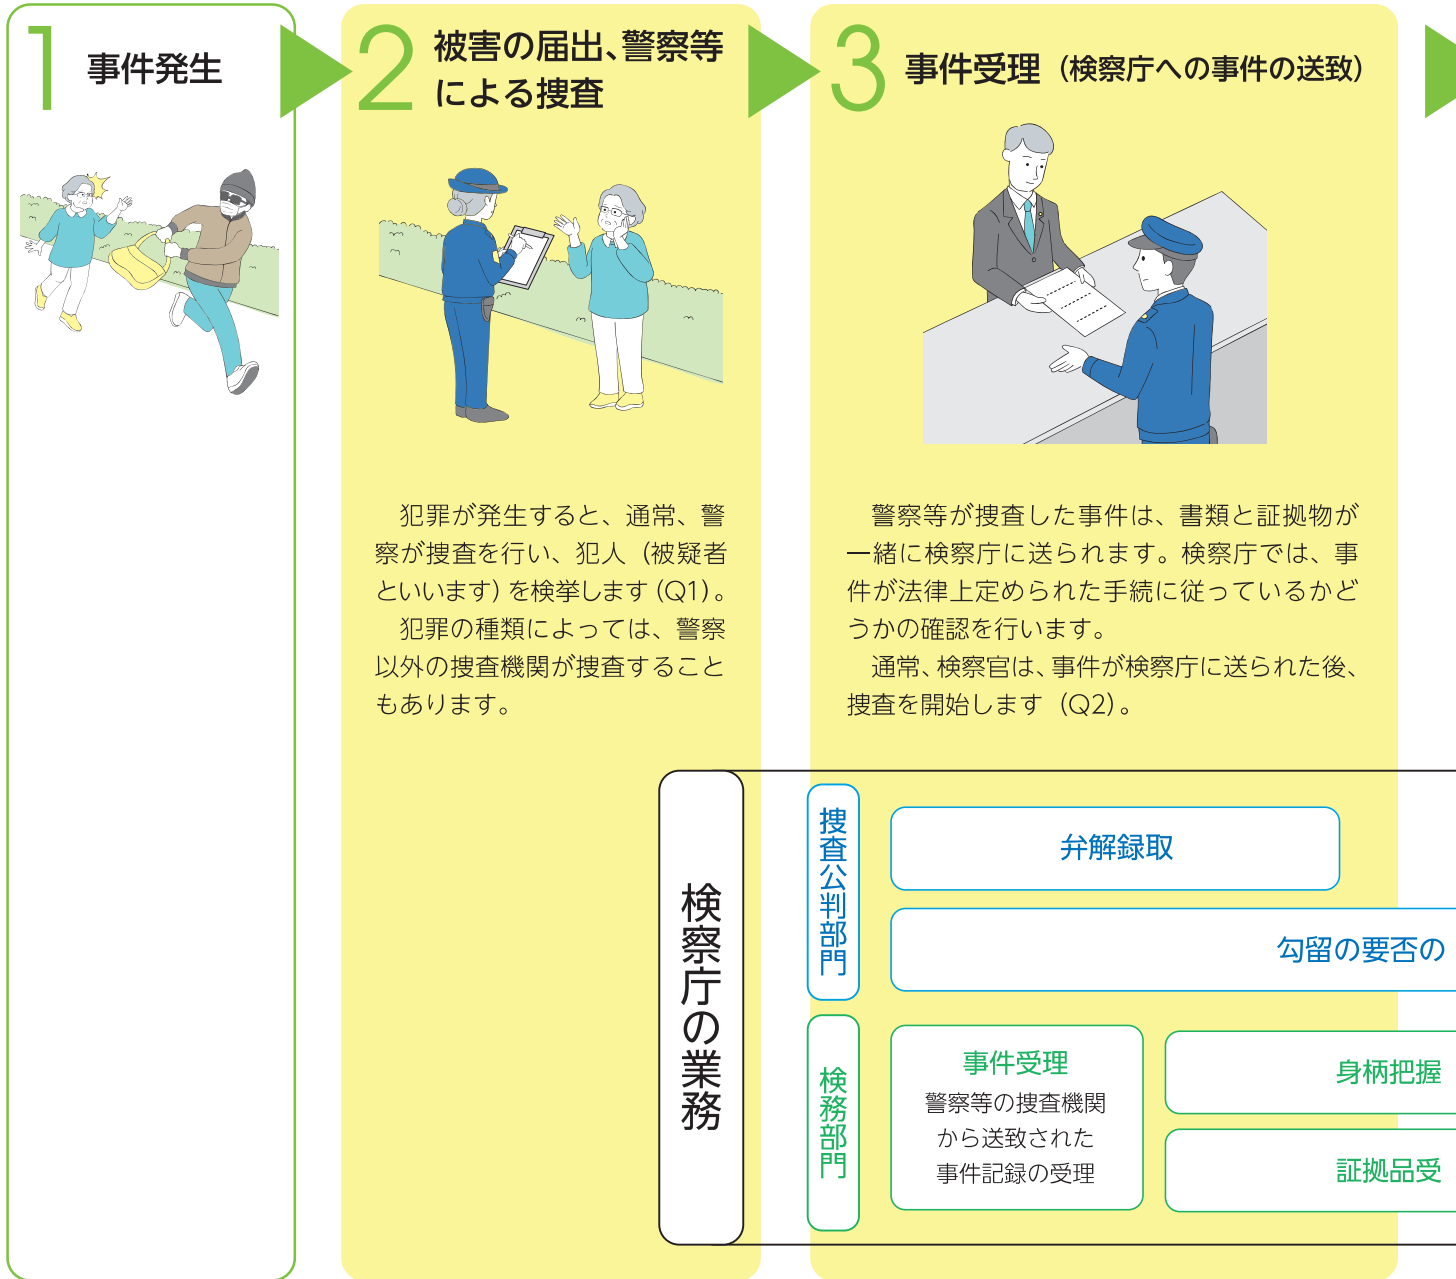 1 事件発生
2 被害の届出、警察等
による捜査
3 事件受理（検察庁への事件の送致）
犯罪が発生すると、通常、警
察が捜査を行い、犯人（被疑者
といいます）を検挙します（Q1）。
犯罪の種類によっては、警察
以外の捜査機関が捜査すること
もあります。
警察等が捜査した事件は、書類と証拠物が
一緒に検察庁に送られます。検察庁では、事
件が法律上定められた手続に従っているかど
うかの確認を行います。
通常、検察官は、事件が検察庁に送られた後、
捜査を開始します（Q2）。
検察庁の業務
捜査公判部門
弁解録取
勾留の要否の
検務部門
事件受理
警察等の捜査機関
から送致された
事件記録の受理
身柄把握
証拠品受